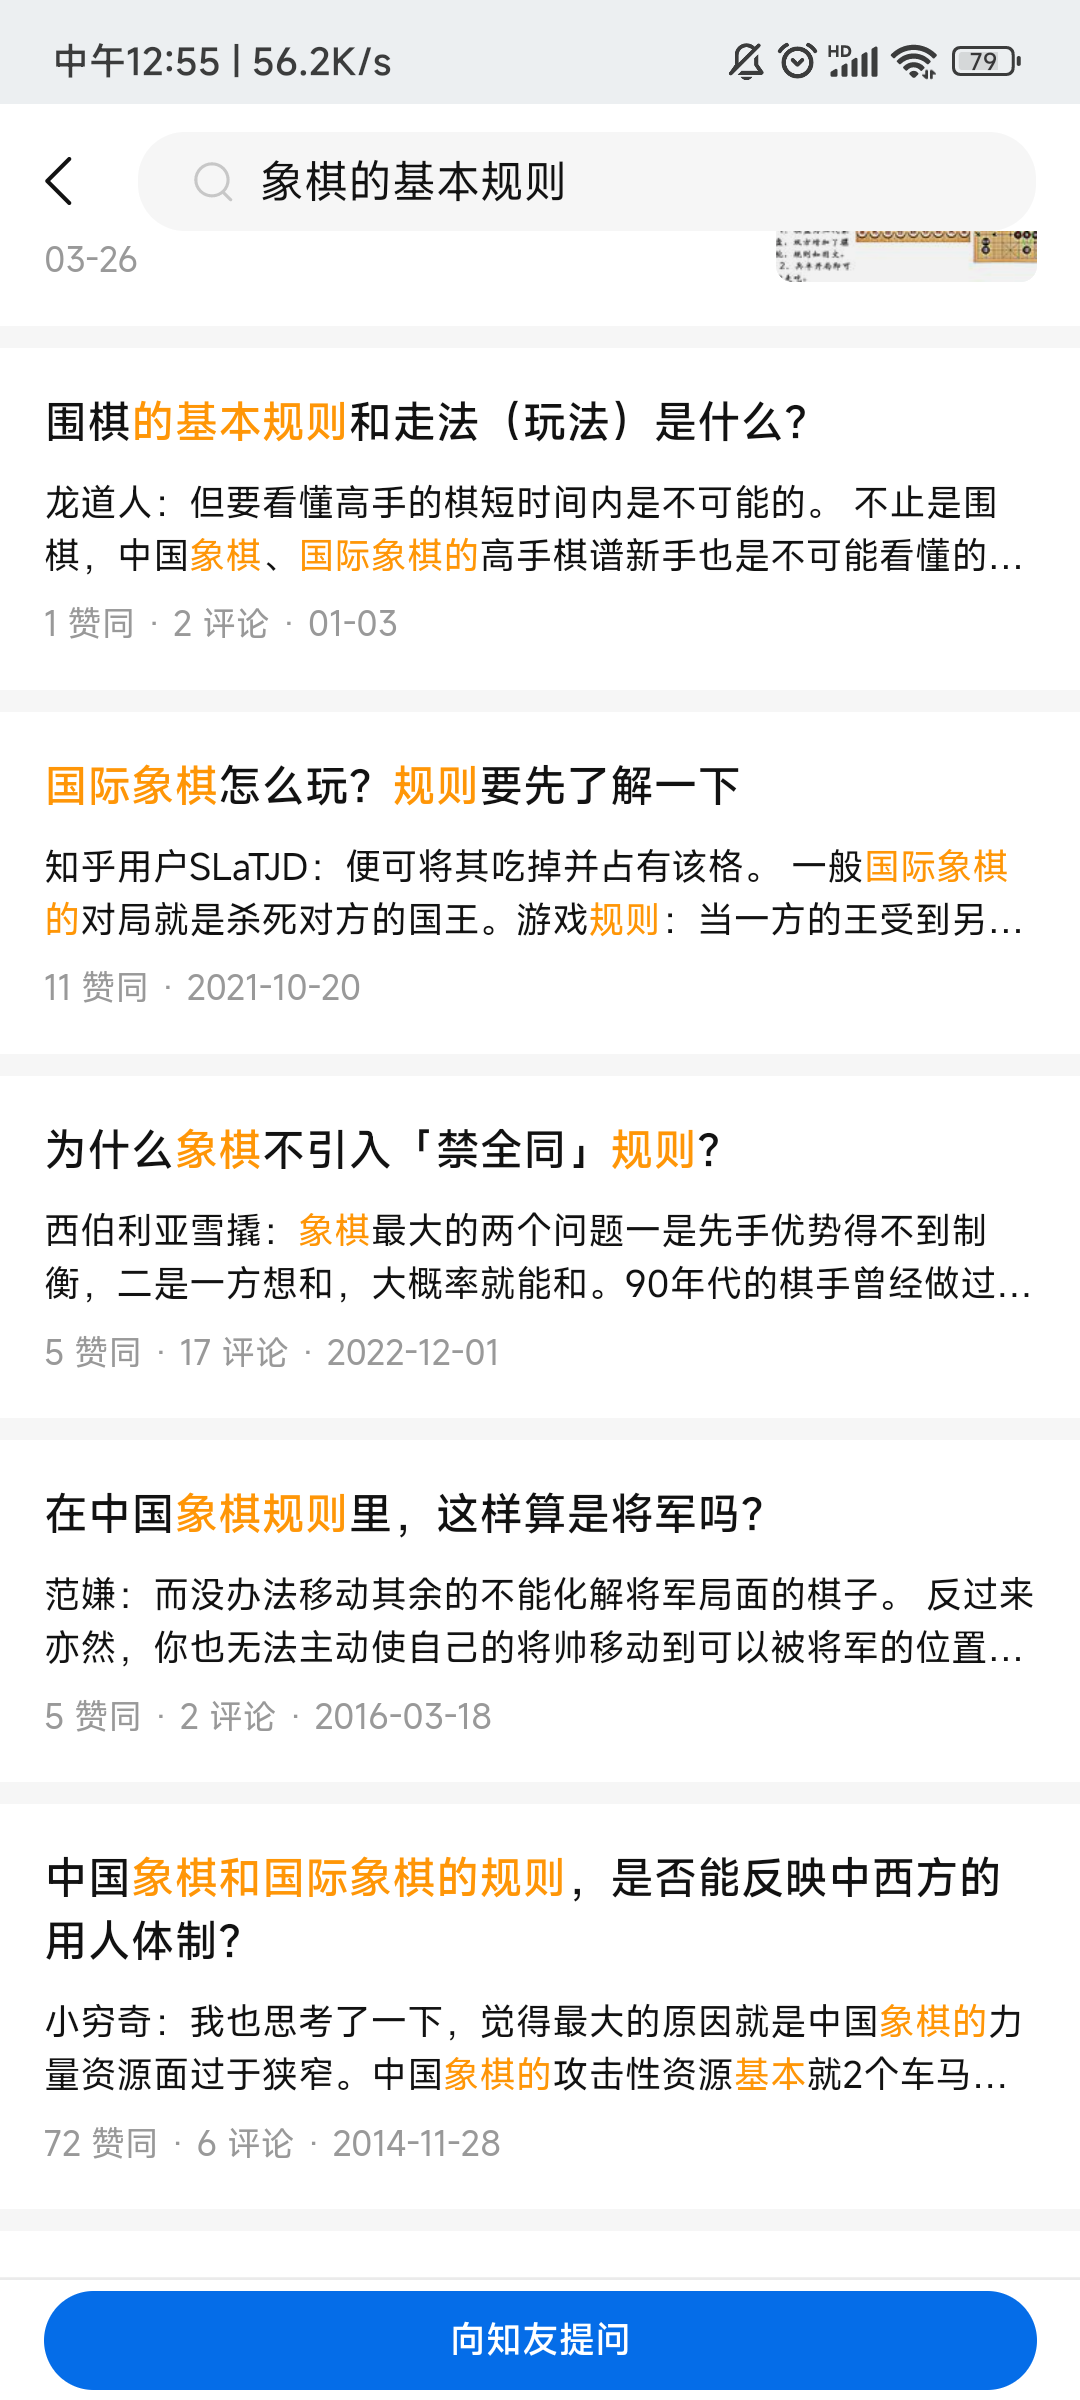 中午12:55 | 56.2K/s
HD
79
象棋的基本规则
03-26
围棋的基本规则和走法（玩法）是什么？
龙道人：但要看懂高手的棋短时间内是不可能的。 不止是围
棋，中国象棋、国际象棋的高手棋谱新手也是不可能看懂的...
1 赞同 · 2 评论 · 01-03
国际象棋怎么玩？规则要先了解一下
知乎用户SLaTJD：便可将其吃掉并占有该格。 一般国际象棋
的对局就是杀死对方的国王。游戏规则：当一方的王受到另...
11 赞同 · 2021-10-20
为什么象棋不引入「禁全同」规则？
西伯利亚雪撬：象棋最大的两个问题一是先手优势得不到制
衡，二是一方想和，大概率就能和。90年代的棋手曾经做过...
5 赞同 · 17 评论 · 2022-12-01
在中国象棋规则里，这样算是将军吗？
范嫌：而没办法移动其余的不能化解将军局面的棋子。 反过来
亦然，你也无法主动使自己的将帅移动到可以被将军的位置...
5 赞同 · 2 评论 · 2016-03-18
中国象棋和国际象棋的规则，是否能反映中西方的
用人体制？
小穷奇：我也思考了一下，觉得最大的原因就是中国象棋的力
量资源面过于狭窄。中国象棋的攻击性资源基本就2个车马...
72 赞同 · 6 评论 · 2014-11-28
向知友提问